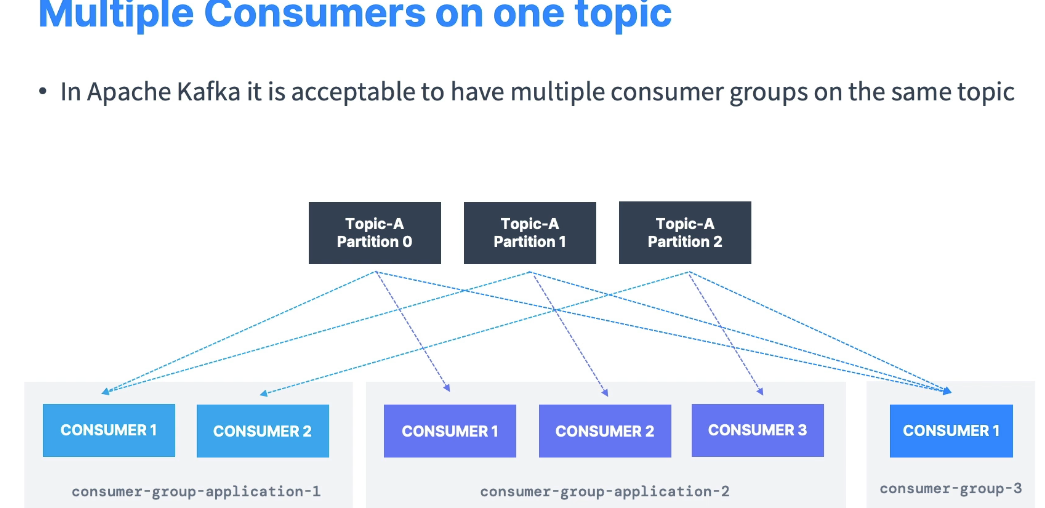 Multiple Consumers on one topic
• In Apache Kafka it is acceptable to have multiple consumer groups on the same topic
Topic-A
Partition 0
Topic-A
Partition 1
Topic-A
Partition 2
CONSUMER 1
CONSUMER 2
CONSUMER 1
CONSUMER 2
CONSUMER 3
CONSUMER 1
consumer-group-application-1
consumer-group-application-2
consumer-group-3